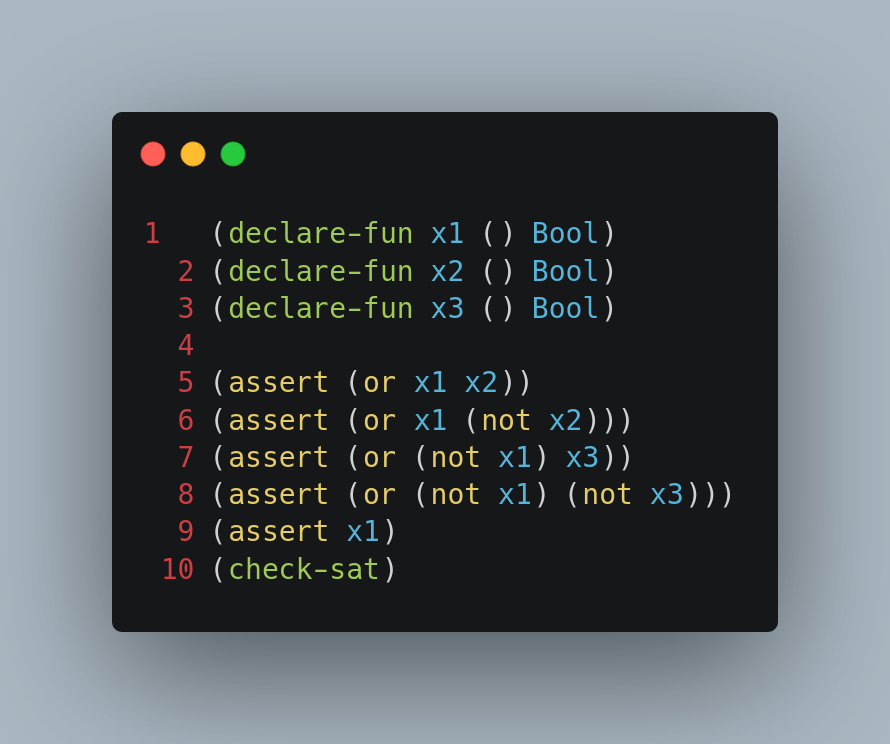 1   (declare-fun x1 () Bool)
  2 (declare-fun x2 () Bool)
  3 (declare-fun x3 () Bool)
  4
  5 (assert (or x1 x2))
  6 (assert (or x1 (not x2)))
  7 (assert (or (not x1) x3))
  8 (assert (or (not x1) (not x3)))
  9 (assert x1)
 10 (check-sat)